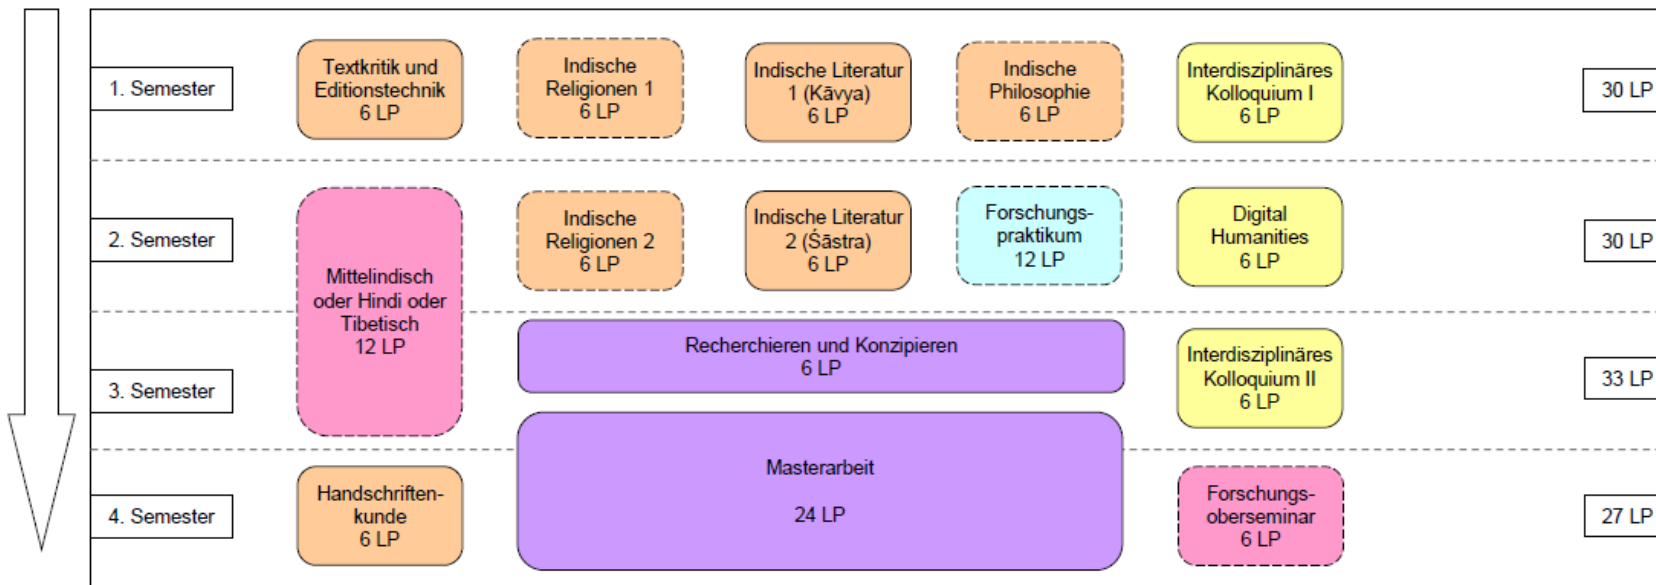 1. Semester
Textkritik und
Editionstechnik
6 LP
Indische
Religionen 1
6 LP
Indische Literatur
1 (Kāvya)
6 LP
Indische
Philosophie
6 LP
Interdisziplinäres
Kolloquium I
6 LP
30 LP
2. Semester
Mittelindisch
oder Hindi oder
Tibetisch
12 LP
Indische
Religionen 2
6 LP
Indische Literatur
2 (Śāstra)
6 LP
Forschungs-
praktikum
12 LP
Digital
Humanities
6 LP
30 LP
3. Semester
Recherchieren und Konzipieren
6 LP
Interdisziplinäres
Kolloquium II
6 LP
33 LP
4. Semester
Handschriften-
kunde
6 LP
Masterarbeit
24 LP
Forschungs-
oberseminar
6 LP
27 LP